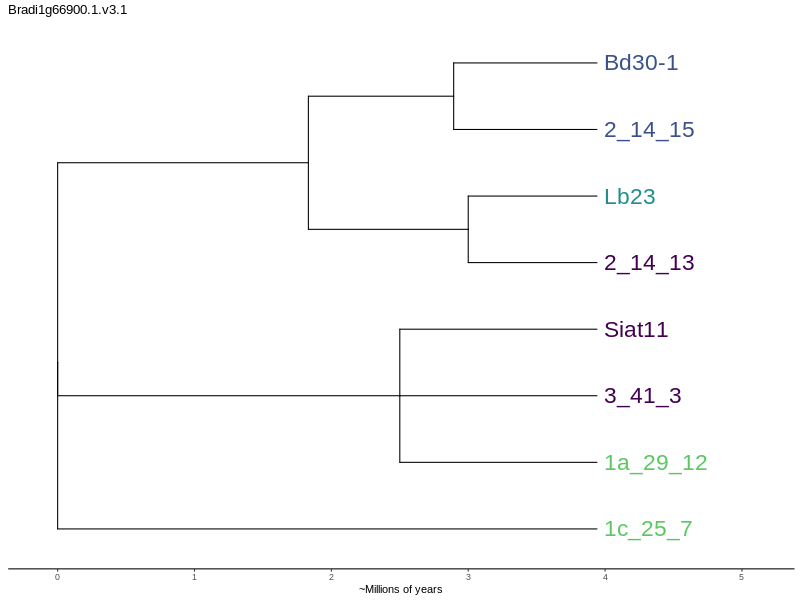 Bradi1g66900.1.v3.1
Bd30-1
2_14_15
Lb23
2_14_13
Siat11
3_41_3
1a_29_12
1c_25_7
0 1 2 3 4 5
~Millions of years